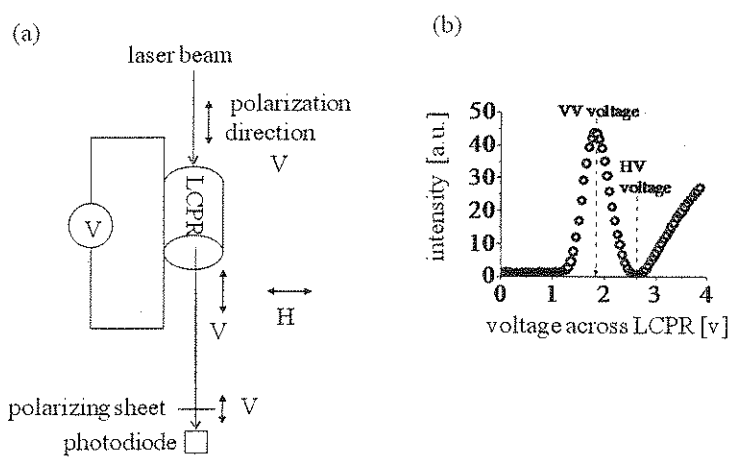 (a)
laser beam
polarization
direction
V
LCPR
V
V
H
polarizing sheet
V
photodiode
(b)
VV voltage
HV
voltage
intensity [a.u.]
50
40
30
20
10
0
0 1 2 3 4
voltage across LCPR [v]